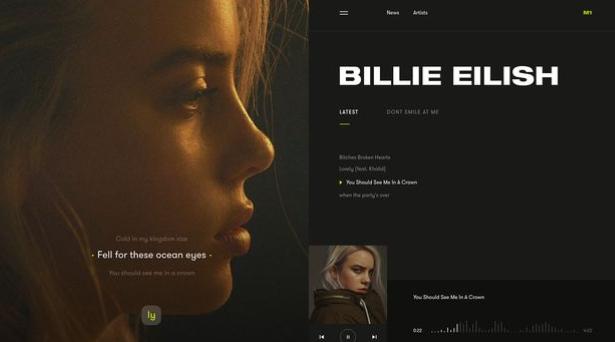 News Artists M1
BILLIE EILISH
LATEST DONT SMILE AT ME
Bitches Broken Hearts
Lovely (feat. Khalid)
You Should See Me In A Crown
when the party's over
Cold in my kingdom size
· Fell for these ocean eyes ·
You should see me in a crown
ly
You Should See Me In A Crown
0:22 4:02